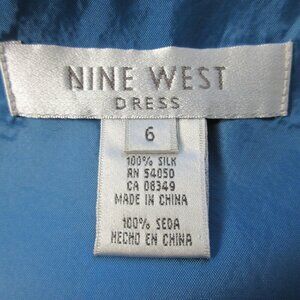 NINE WEST
DRESS
6
100% SILK
RN 54050
CA 08349
MADE IN CHINA
100% SEDA
HECHO EN CHINA